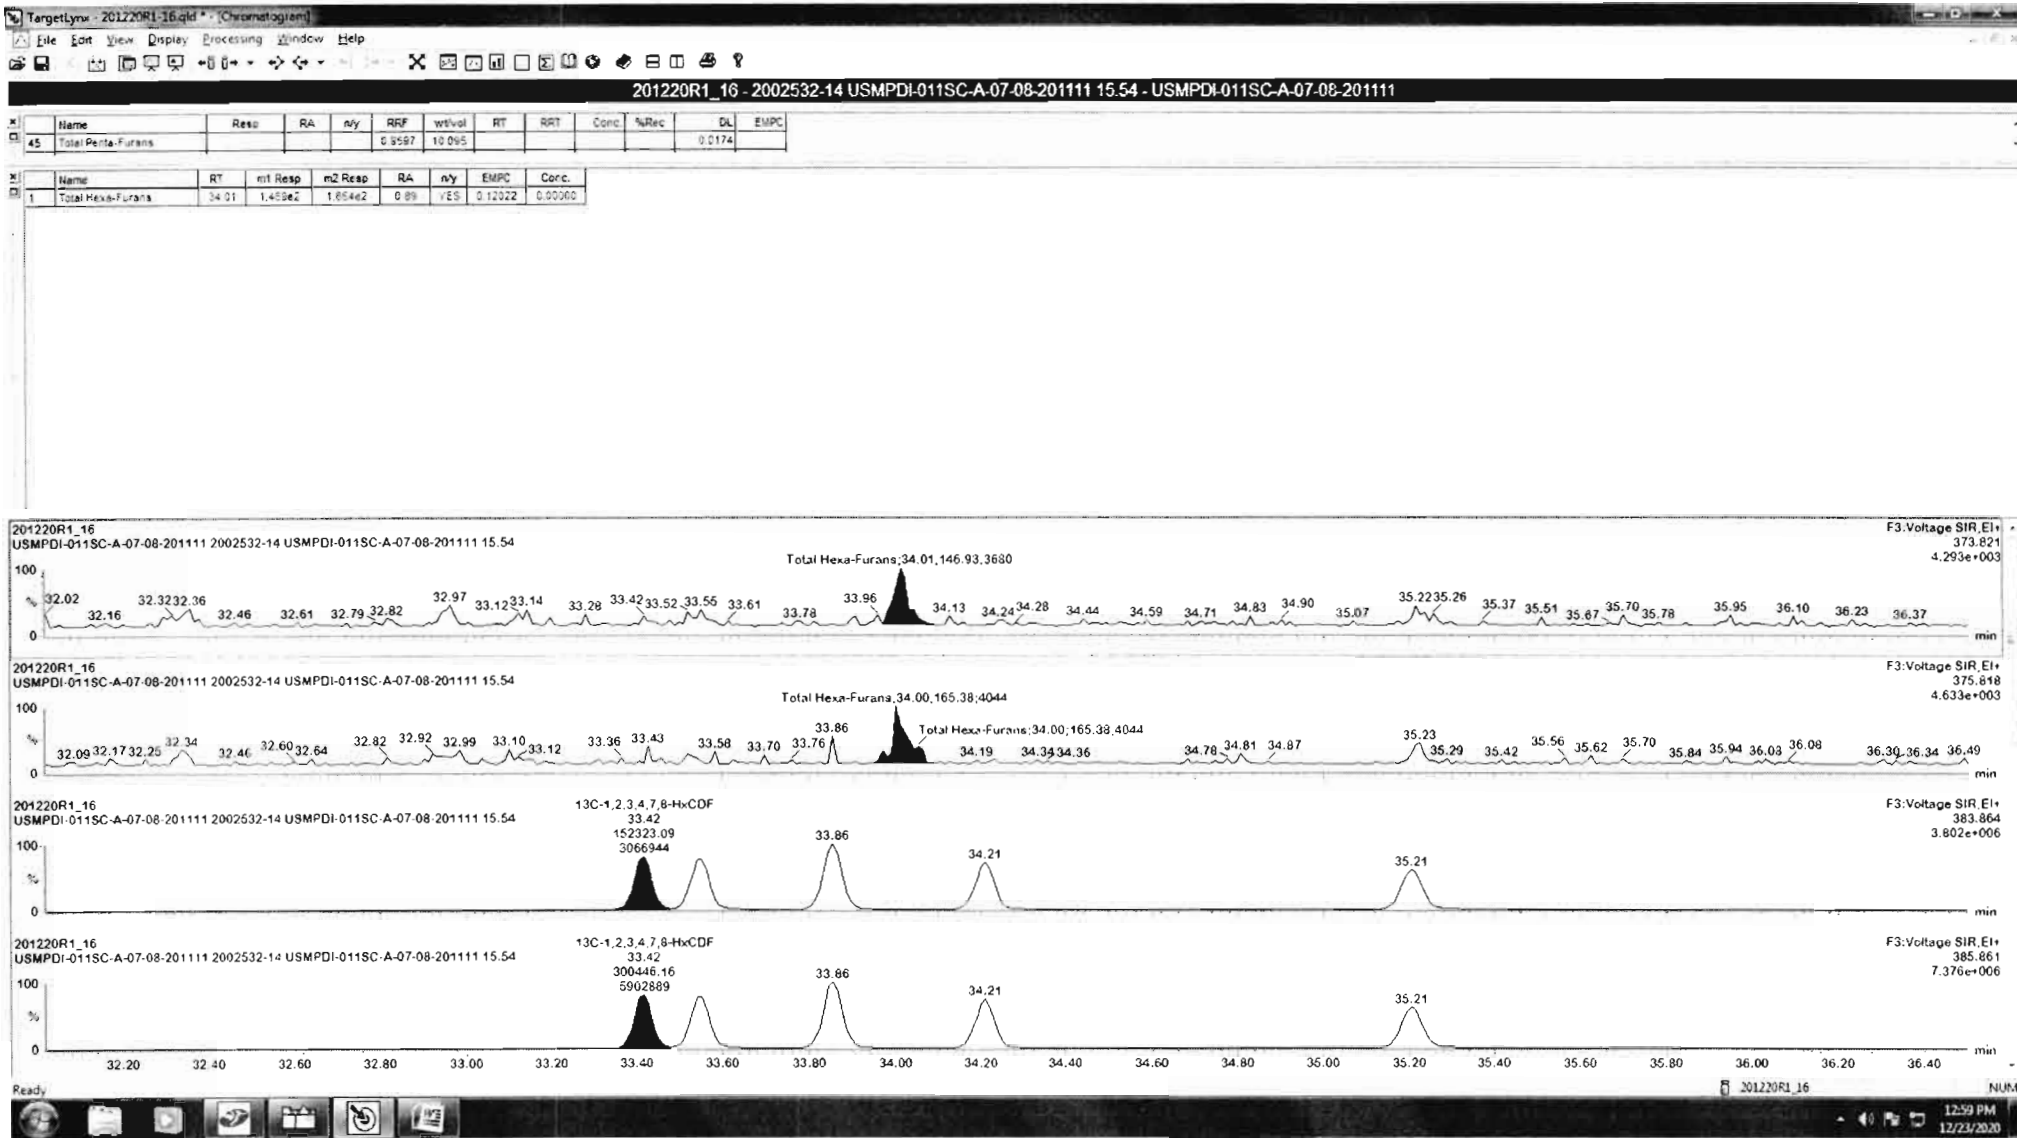 TargetLynx - 201220R1-16.qld * - [Chromatogram]
File Edit View Display Processing Window Help
201220R1_16 - 2002532-14 USMPDI-011SC-A-07-08-201111 15.54 - USMPDI-011SC-A-07-08-201111
Name Resp RA n/y RRF wt/vol RT RRT Conc. %Rec DL EMPC
45 Total Penta-Furans 10.095 0.0174
Name RT m1 Resp m2 Resp RA n/y EMPC Conc.
1 Total Hexa-Furans 34.01 1.654e2 0.89 YES 0.12022 0.00000
201220R1_16 F3:Voltage SIR,EI+
USMPDI-011SC-A-07-08-201111 2002532-14 USMPDI-011SC-A-07-08-201111 15.54 373.821
4.293e+003
Total Hexa-Furans;34.01,146.93,3680
100
%
32.02 32.16 32.32 32.36 32.46 32.61 32.79 32.82 32.97 33.12 33.14 33.28 33.42 33.52 33.55 33.61 33.78 33.96 34.13 34.24 34.28 34.44 34.59 34.71 34.83 34.90 35.07 35.22 35.26 35.37 35.51 35.67 35.70 35.78 35.95 36.10 36.23 36.37
0 min
201220R1_16 F3:Voltage SIR,EI+
USMPDI-011SC-A-07-08-201111 2002532-14 USMPDI-011SC-A-07-08-201111 15.54 375.818
4.633e+003
Total Hexa-Furans,34.00,165.38;4044
100
Total Hexa-Furans;34.00;165.38,4044
%
32.09 32.17 32.25 32.34 32.46 32.60 32.64 32.82 32.92 32.99 33.10 33.12 33.36 33.43 33.58 33.70 33.76 33.86 34.19 34.34 34.36 34.78 34.81 34.87 35.23 35.29 35.42 35.56 35.62 35.70 35.84 35.94 36.03 36.08 36.30 36.34 36.49
0 min
201220R1_16 13C-1,2,3,4,7,8-HxCDF F3:Voltage SIR,EI+
USMPDI-011SC-A-07-08-201111 2002532-14 USMPDI-011SC-A-07-08-201111 15.54 33.42 383.864
152323.09 3.802e+006
3066944
100
%
33.86 34.21 35.21
0 min
201220R1_16 13C-1,2,3,4,7,8-HxCDF F3:Voltage SIR,EI+
USMPDI-011SC-A-07-08-201111 2002532-14 USMPDI-011SC-A-07-08-201111 15.54 33.42 385.861
300446.16 7.376e+006
5902889
100
%
33.86 34.21 35.21
0 min
32.20 32.40 32.60 32.80 33.00 33.20 33.40 33.60 33.80 34.00 34.20 34.40 34.60 34.80 35.00 35.20 35.40 35.60 35.80 36.00 36.20 36.40
Ready 201220R1_16 NUM
12:59 PM
12/23/2020